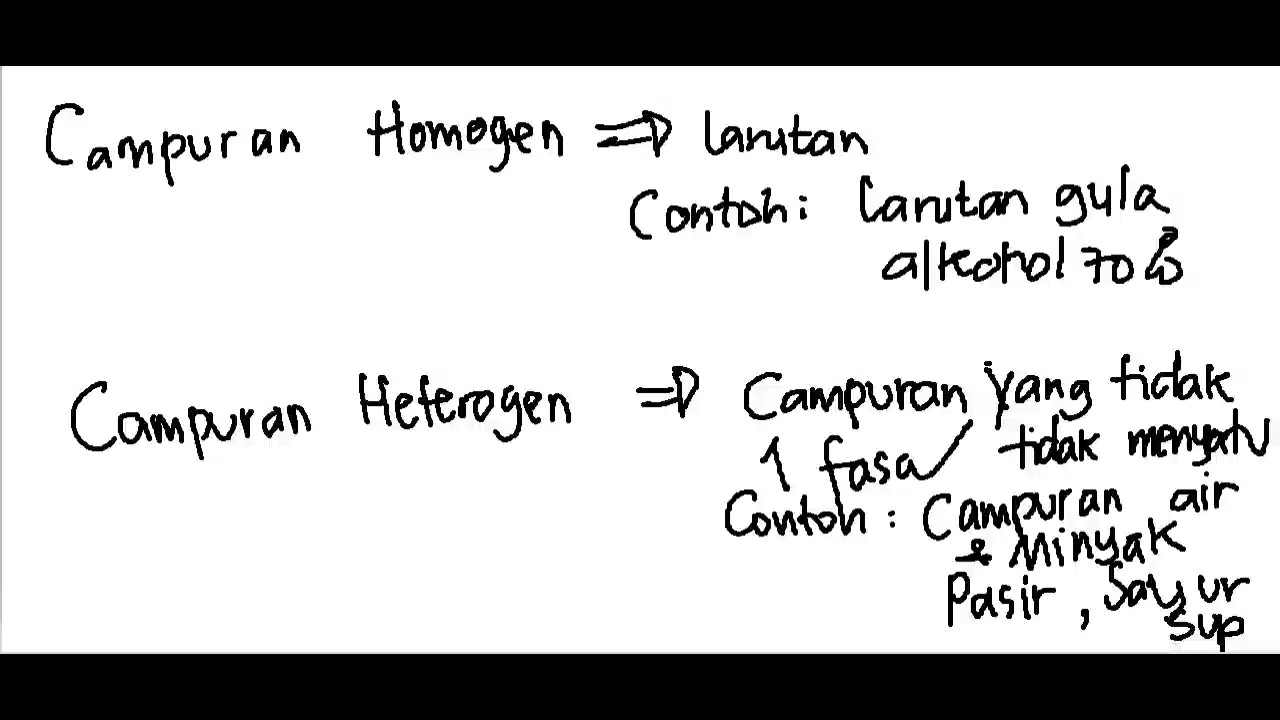 Campuran Homogen => larutan
Contoh: larutan gula
alkohol 70%
Campuran Heterogen => Campuran yang tidak
1 fasa / tidak menyatu
Contoh: Campuran air
& Minyak
Pasir, Sayur
sup